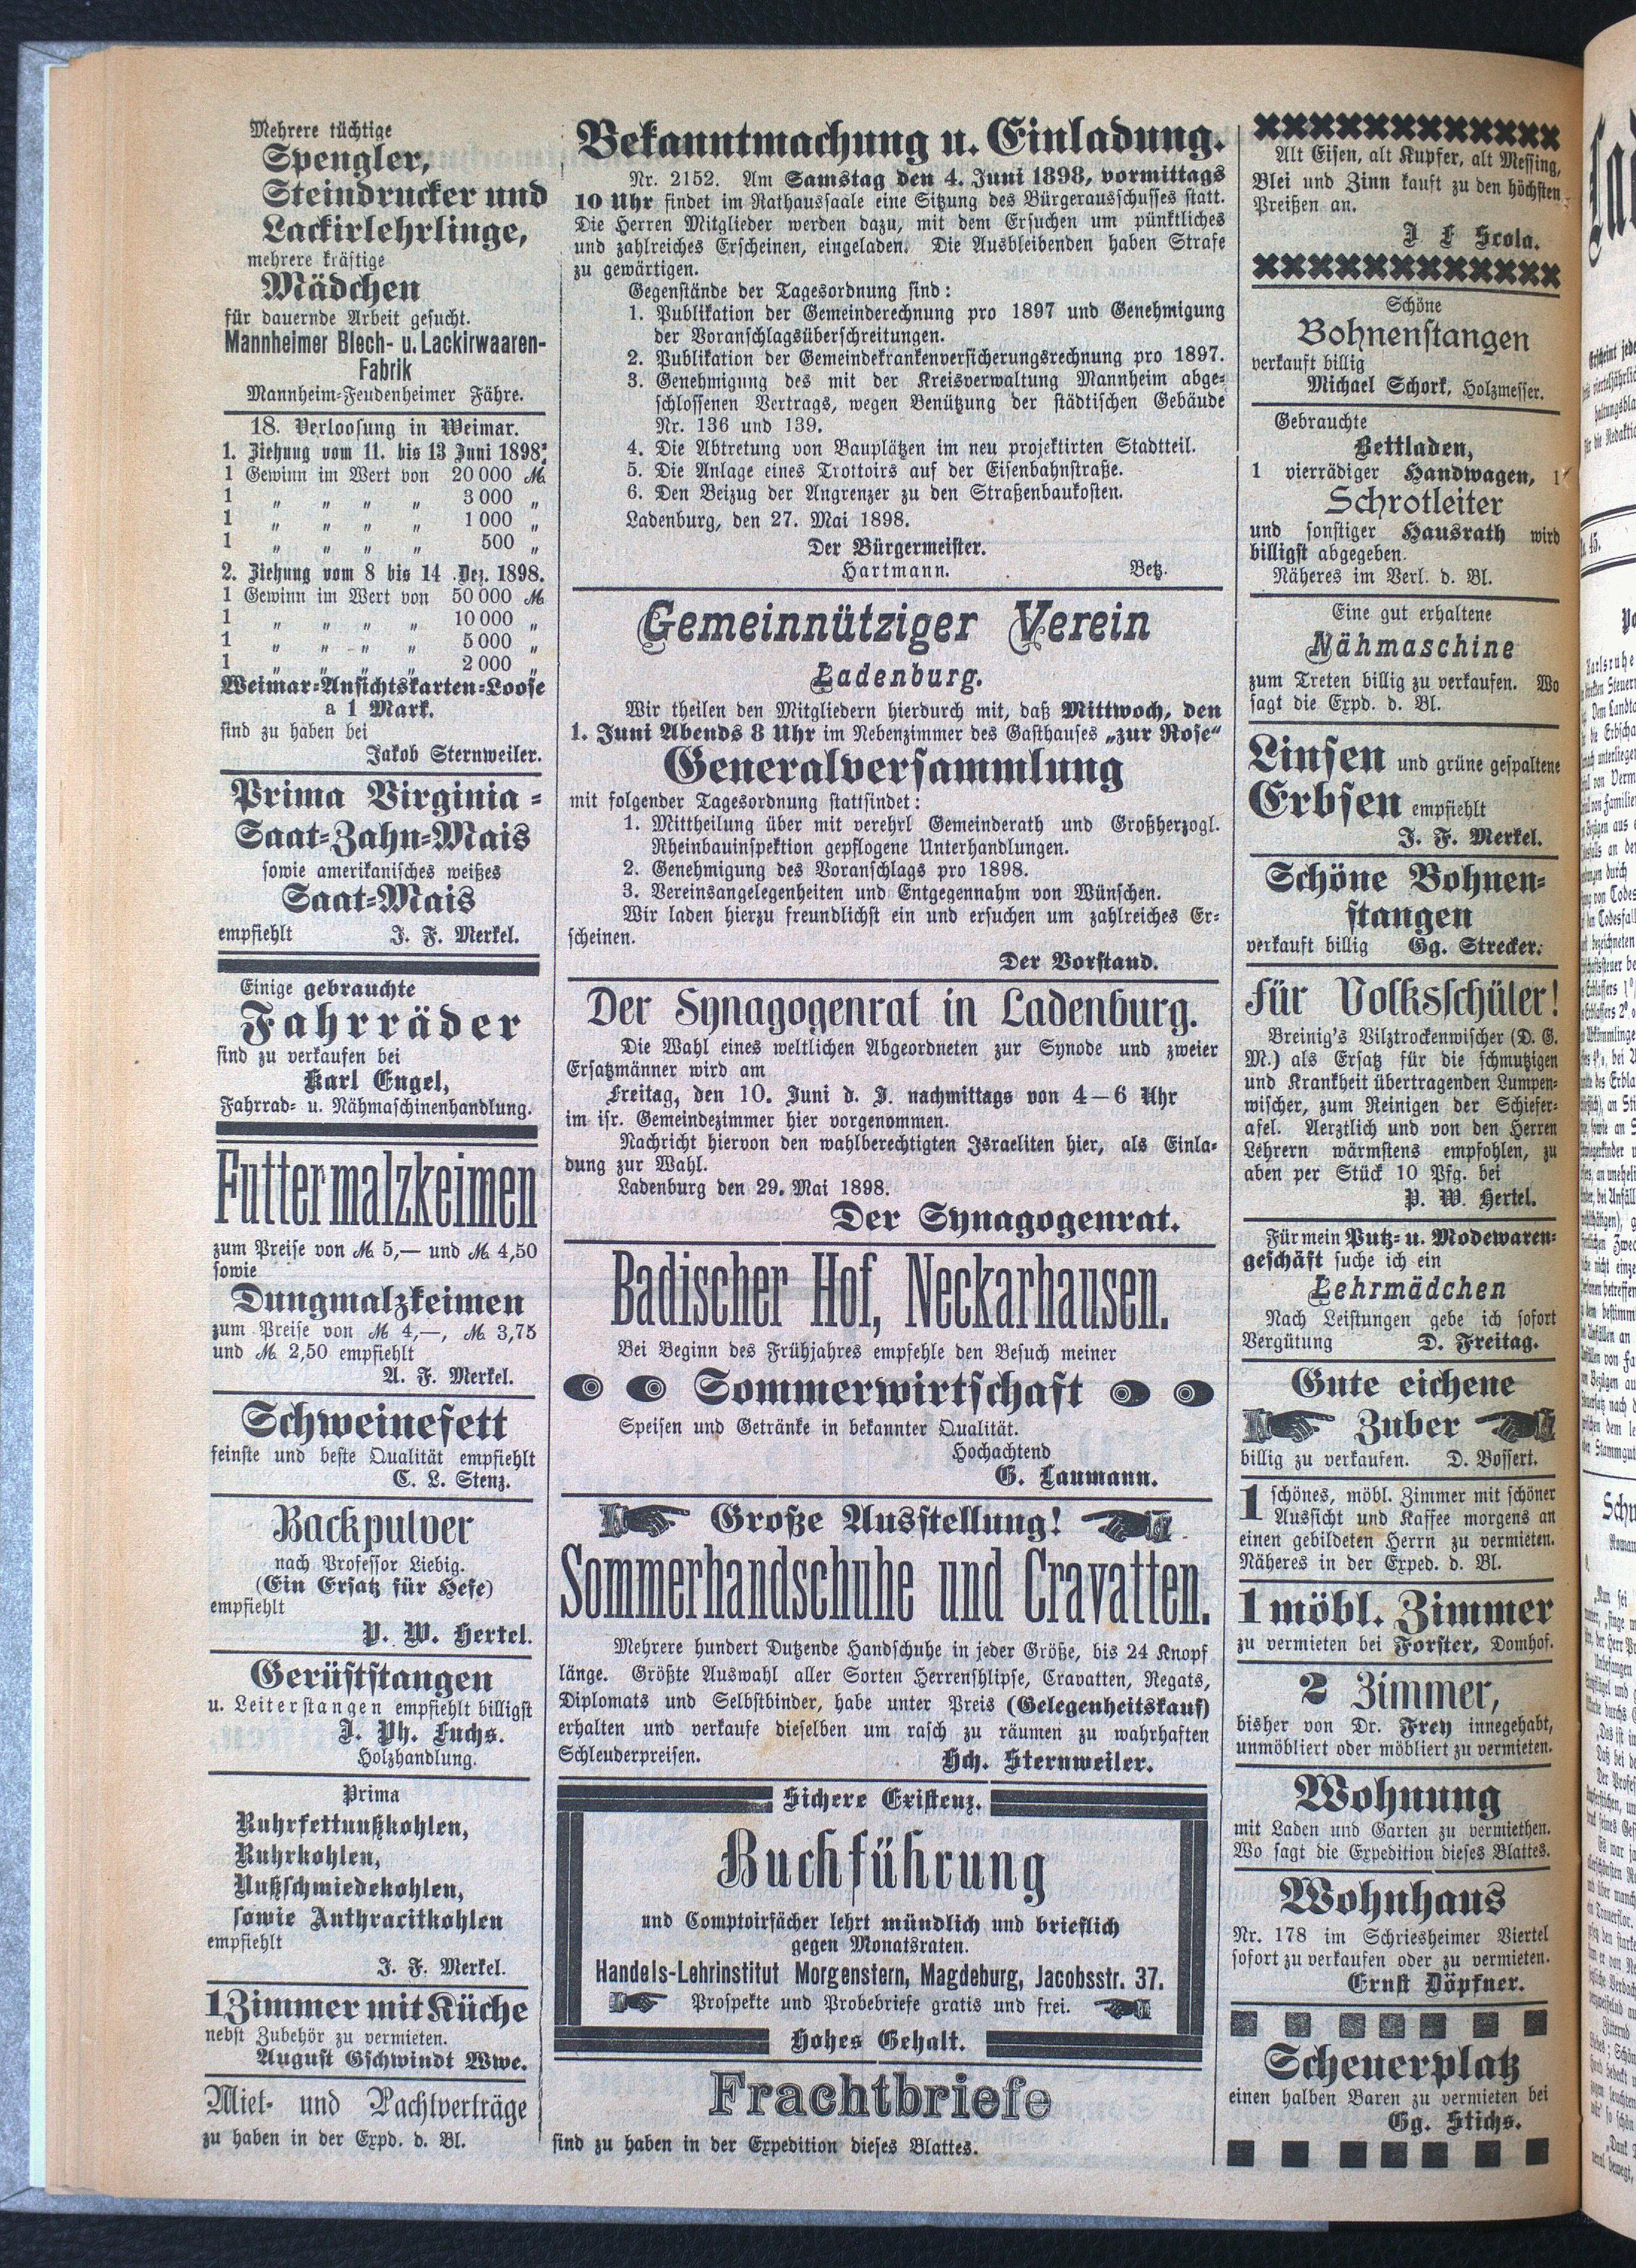 Mehrere tüchtige
Spengler,
Steindrucker und
Lackirlehrlinge,
mehrere kräftige
Mädchen
für dauernde Arbeit gesucht.
Mannheimer Blech- u. Lackirwaaren-
Fabrik
Mannheim-Feudenheimer Fähre.
18. Verloosung in Weimar.
1. Ziehung vom 11. bis 13 Juni 1898:
1 Gewinn im Wert von 20 000 M.
1 „ „ „ „ 3 000 „
1 „ „ „ „ 1 000 „
1 „ „ „ „ 500 „
2. Ziehung vom 8 bis 14 Dez. 1898.
1 Gewinn im Wert von 50 000 M
1 „ „ „ „ 10 000 „
1 „ „ „ „ 5 000 „
1 „ „ „ „ 2 000 „
Weimar-Ansichtskarten-Loose
a 1 Mark.
sind zu haben bei
Jakob Sternweiler.
Prima Virginia-
Saat-Zahn-Mais
sowie amerikanisches weißes
Saat-Mais
empfiehlt J. F. Merkel.
Einige gebrauchte
Fahrräder
sind zu verkaufen bei
Karl Engel,
Fahrrad- u. Nähmaschinenhandlung.
Futtermalzkeimen
zum Preise von M. 5,— und M. 4,50
sowie
Dungmalzkeimen
zum Preise von M 4,—, M. 3,75
und M. 2,50 empfiehlt
A. F. Merkel.
Schweinefett
feinste und beste Qualität empfiehlt
C. L. Stenz.
Backpulver
nach Professor Liebig.
(Ein Ersatz für Hefe)
empfiehlt
P. W. Hertel.
Gerüststangen
u. Leiterstangen empfiehlt billigst
J. Ph. Fuchs.
Holzhandlung.
Prima
Ruhrfettnußkohlen,
Ruhrkohlen,
Nußschmiedekohlen,
sowie Anthracitkohlen
empfiehlt
J. F. Merkel.
1 Zimmer mit Küche
nebst Zubehör zu vermieten.
August Gschwindt Wwe.
Miet- und Pachtverträge
zu haben in der Expd. d. Bl.
Bekanntmachung u. Einladung.
Nr. 2152. Am Samstag den 4. Juni 1898, vormittags
10 Uhr findet im Rathaussaale eine Sitzung des Bürgerausschusses statt.
Die Herren Mitglieder werden dazu, mit dem Ersuchen um pünktliches
und zahlreiches Erscheinen, eingeladen. Die Ausbleibenden haben Strafe
zu gewärtigen.
Gegenstände der Tagesordnung sind:
1. Publikation der Gemeinderechnung pro 1897 und Genehmigung
der Voranschlagsüberschreitungen.
2. Publikation der Gemeindekrankenversicherungsrechnung pro 1897.
3. Genehmigung des mit der Kreisverwaltung Mannheim abge-
schlossenen Vertrags, wegen Benützung der städtischen Gebäude
Nr. 136 und 139.
4. Die Abtretung von Bauplätzen im neu projektirten Stadtteil.
5. Die Anlage eines Trottoirs auf der Eisenbahnstraße.
6. Den Beizug der Angrenzer zu den Straßenbaukosten.
Ladenburg, den 27. Mai 1898.
Der Bürgermeister.
Hartmann. Betz.
Gemeinnütziger Verein
Ladenburg.
Wir theilen den Mitgliedern hierdurch mit, daß Mittwoch, den
1. Juni Abends 8 Uhr im Nebenzimmer des Gasthauses „zur Rose“
Generalversammlung
mit folgender Tagesordnung stattfindet:
1. Mittheilung über mit verehrl Gemeinderath und Großherzogl.
Rheinbauinspektion gepflogene Unterhandlungen.
2. Genehmigung des Voranschlags pro 1898.
3. Vereinsangelegenheiten und Entgegennahm von Wünschen.
Wir laden hierzu freundlichst ein und ersuchen um zahlreiches Er-
scheinen.
Der Vorstand.
Der Synagogenrat in Ladenburg.
Die Wahl eines weltlichen Abgeordneten zur Synode und zweier
Ersatzmänner wird am
Freitag, den 10. Juni d. J. nachmittags von 4—6 Uhr
im isr. Gemeindezimmer hier vorgenommen.
Nachricht hiervon den wahlberechtigten Israeliten hier, als Einla-
dung zur Wahl.
Ladenburg den 29. Mai 1898.
Der Synagogenrat.
Badischer Hof, Neckarhausen.
Bei Beginn des Frühjahres empfehle den Besuch meiner
Sommerwirtschaft
Speisen und Getränke in bekannter Qualität.
Hochachtend
G. Laumann.
Große Ausstellung!
Sommerhandschuhe und Cravatten.
Mehrere hundert Dutzende Handschuhe in jeder Größe, bis 24 Knopf
länge. Größte Auswahl aller Sorten Herrenshlipse, Cravatten, Regats,
Diplomats und Selbstbinder, habe unter Preis (Gelegenheitskauf)
erhalten und verkaufe dieselben um rasch zu räumen zu wahrhaften
Schleuderpreisen. Hch. Sternweiler.
Sichere Existenz.
Buchführung
und Comptoirfächer lehrt mündlich und brieflich
gegen Monatsraten.
Handels-Lehrinstitut Morgenstern, Magdeburg, Jacobsstr. 37.
Prospekte und Probebriefe gratis und frei.
Hohes Gehalt.
Frachtbriefe
sind zu haben in der Expedition dieses Blattes.
Alt Eisen, alt Kupfer, alt Messing,
Blei und Zinn kauft zu den höchsten
Preißen an.
J F Scola.
Schöne
Bohnenstangen
verkauft billig
Michael Schork, Holzmesser.
Gebrauchte
Bettladen,
1 vierrädiger Handwagen, 1
Schrotleiter
und sonstiger Hausrath wird
billigst abgegeben.
Näheres im Verl. d. Bl.
Eine gut erhaltene
Nähmaschine
zum Treten billig zu verkaufen. Wo
sagt die Expd. d. Bl.
Linsen und grüne gespaltene
Erbsen empfiehlt
J. F. Merkel.
Schöne Bohnen-
stangen
verkauft billig Gg. Strecker.
Für Volksschüler!
Breinig's Vilztrockenwischer (D. G.
M.) als Ersatz für die schmutzigen
und Krankheit übertragenden Lumpen-
wischer, zum Reinigen der Schiefer-
afel. Aerztlich und von den Herren
Lehrern wärmstens empfohlen, zu
aben per Stück 10 Pfg. bei
P. W. Hertel.
Für mein Putz- u. Modewaren-
geschäft suche ich ein
Lehrmädchen
Nach Leistungen gebe ich sofort
Vergütung D. Freitag.
Gute eichene
Zuber
billig zu verkaufen. D. Bossert.
1 schönes, möbl. Zimmer mit schöner
Aussicht und Kaffee morgens an
einen gebildeten Herrn zu vermieten.
Näheres in der Exped. d. Bl.
1 möbl. Zimmer
zu vermieten bei Forster, Domhof.
2 Zimmer,
bisher von Dr. Frey innegehabt,
unmöbliert oder möbliert zu vermieten.
Wohnung
mit Laden und Garten zu vermiethen.
Wo sagt die Expedition dieses Blattes.
Wohnhaus
Nr. 178 im Schriesheimer Viertel
sofort zu verkaufen oder zu vermieten.
Ernst Döpfner.
Scheuerplatz
einen halben Baren zu vermieten bei
Gg. Stichs.